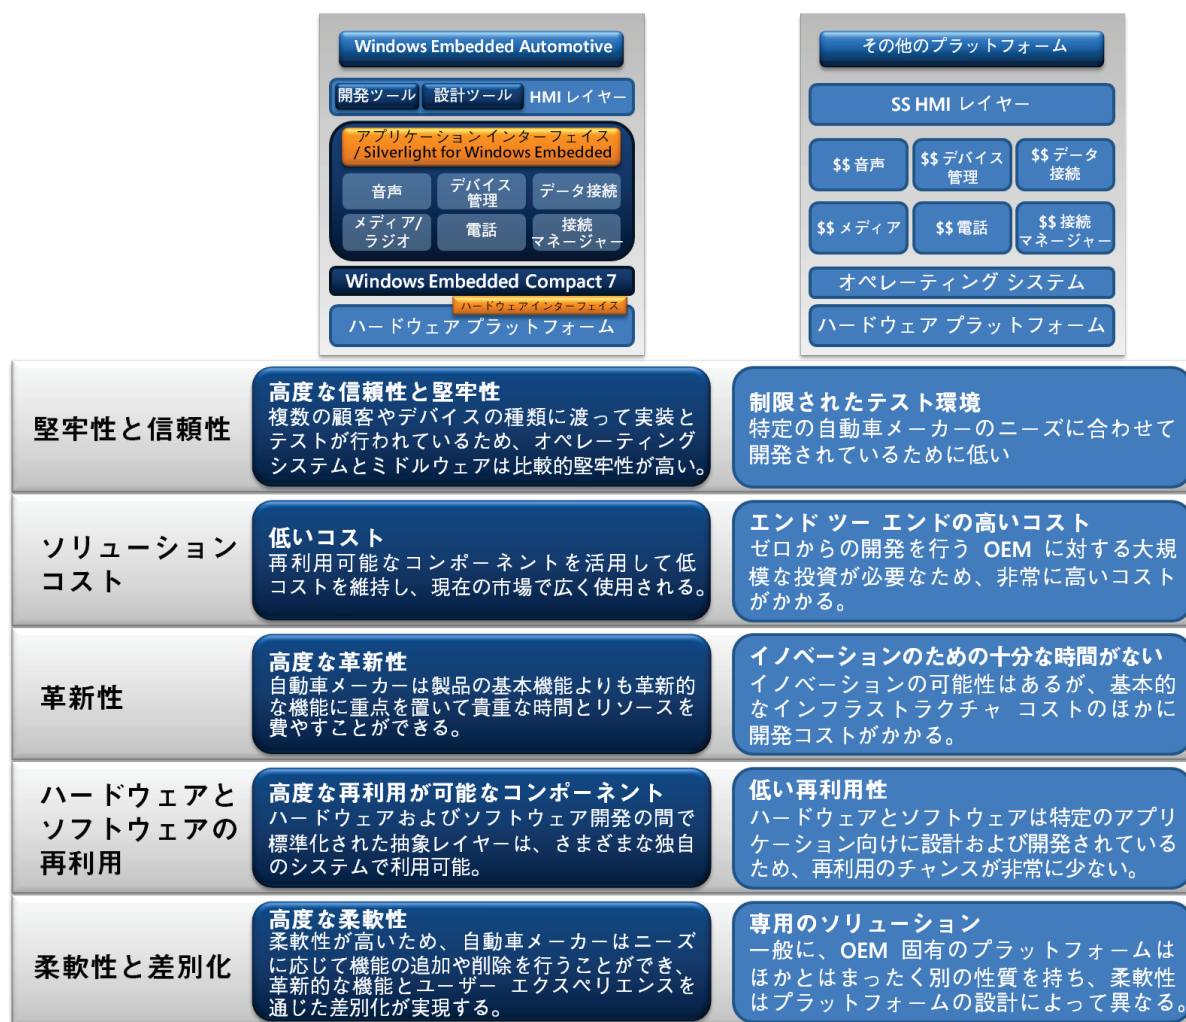 Windows Embedded Automotive
開発ツール 設計ツール HMI レイヤー
アプリケーション インターフェイス
/ Silverlight for Windows Embedded
音声
デバイス
管理
データ接続
メディア/
ラジオ
電話
接続
マネージャー
Windows Embedded Compact 7
ハードウェアインターフェイス
ハードウェア プラットフォーム
その他のプラットフォーム
SS HMI レイヤー
$$ 音声
$$ デバイス
管理
$$ データ
接続
$$ メディア
$$ 電話
$$ 接続
マネージャー
オペレーティング システム
ハードウェア プラットフォーム
堅牢性と信頼性
高度な信頼性と堅牢性
複数の顧客やデバイスの種類に渡って実装と
テストが行われているため、オペレーティング
システムとミドルウェアは比較的堅牢性が高い。
制限されたテスト環境
特定の自動車メーカーのニーズに合わせて
開発されているために低い
ソリューション
コスト
低いコスト
再利用可能なコンポーネントを活用して低
コストを維持し、現在の市場で広く使用される。
エンド ツー エンドの高いコスト
ゼロからの開発を行う OEM に対する大規
模な投資が必要なため、非常に高いコスト
がかかる。
革新性
高度な革新性
自動車メーカーは製品の基本機能よりも革新的
な機能に重点を置いて貴重な時間とリソースを
費やすことができる。
イノベーションのための十分な時間がない
イノベーションの可能性はあるが、基本的
なインフラストラクチャ コストのほかに
開発コストがかかる。
ハードウェアと
ソフトウェアの
再利用
高度な再利用が可能なコンポーネント
ハードウェアおよびソフトウェア開発の間で
標準化された抽象レイヤーは、さまざまな独自
のシステムで利用可能。
低い再利用性
ハードウェアとソフトウェアは特定のアプリ
ケーション向けに設計および開発されている
ため、再利用のチャンスが非常に少ない。
柔軟性と差別化
高度な柔軟性
柔軟性が高いため、自動車メーカーはニーズ
に応じて機能の追加や削除を行うことができ、
革新的な機能とユーザー エクスペリエンスを
通じた差別化が実現する。
専用のソリューション
一般に、OEM 固有のプラットフォームは
ほかとはまったく別の性質を持ち、柔軟性
はプラットフォームの設計によって異なる。